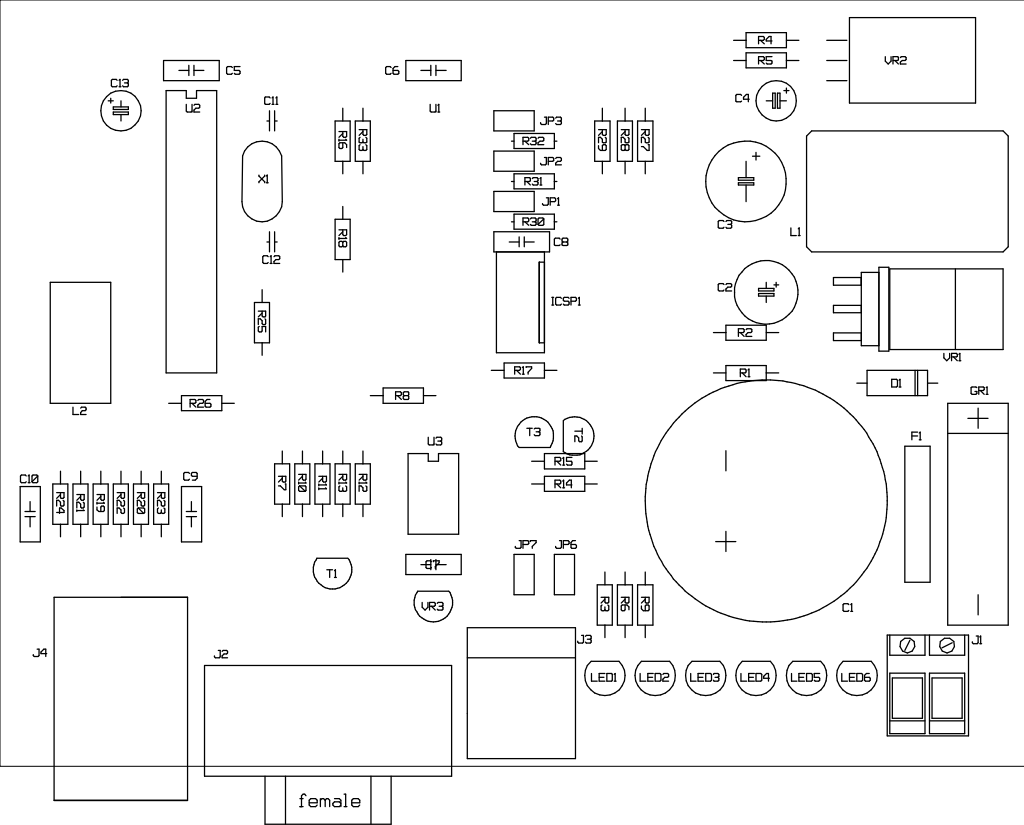 R4
VR2
R5
C5
C6
C13
C4
C11
U2
U1
JP3
R16
R33
R32
R29
R28
R27
JP2
X1
R31
JP1
C3
R30
L1
R18
C8
C12
C2
ICSP1
R25
R2
VR1
R17
R1
D1
GR1
R8
R26
L2
T3
T2
F1
U3
R15
C10
C9
R24
R21
R19
R22
R20
R23
R7
R10
R11
R13
R12
R14
JP7
JP6
C7
T1
VR3
R3
R6
R9
C1
J3
J1
J4
J2
LED1
LED2
LED3
LED4
LED5
LED6
female